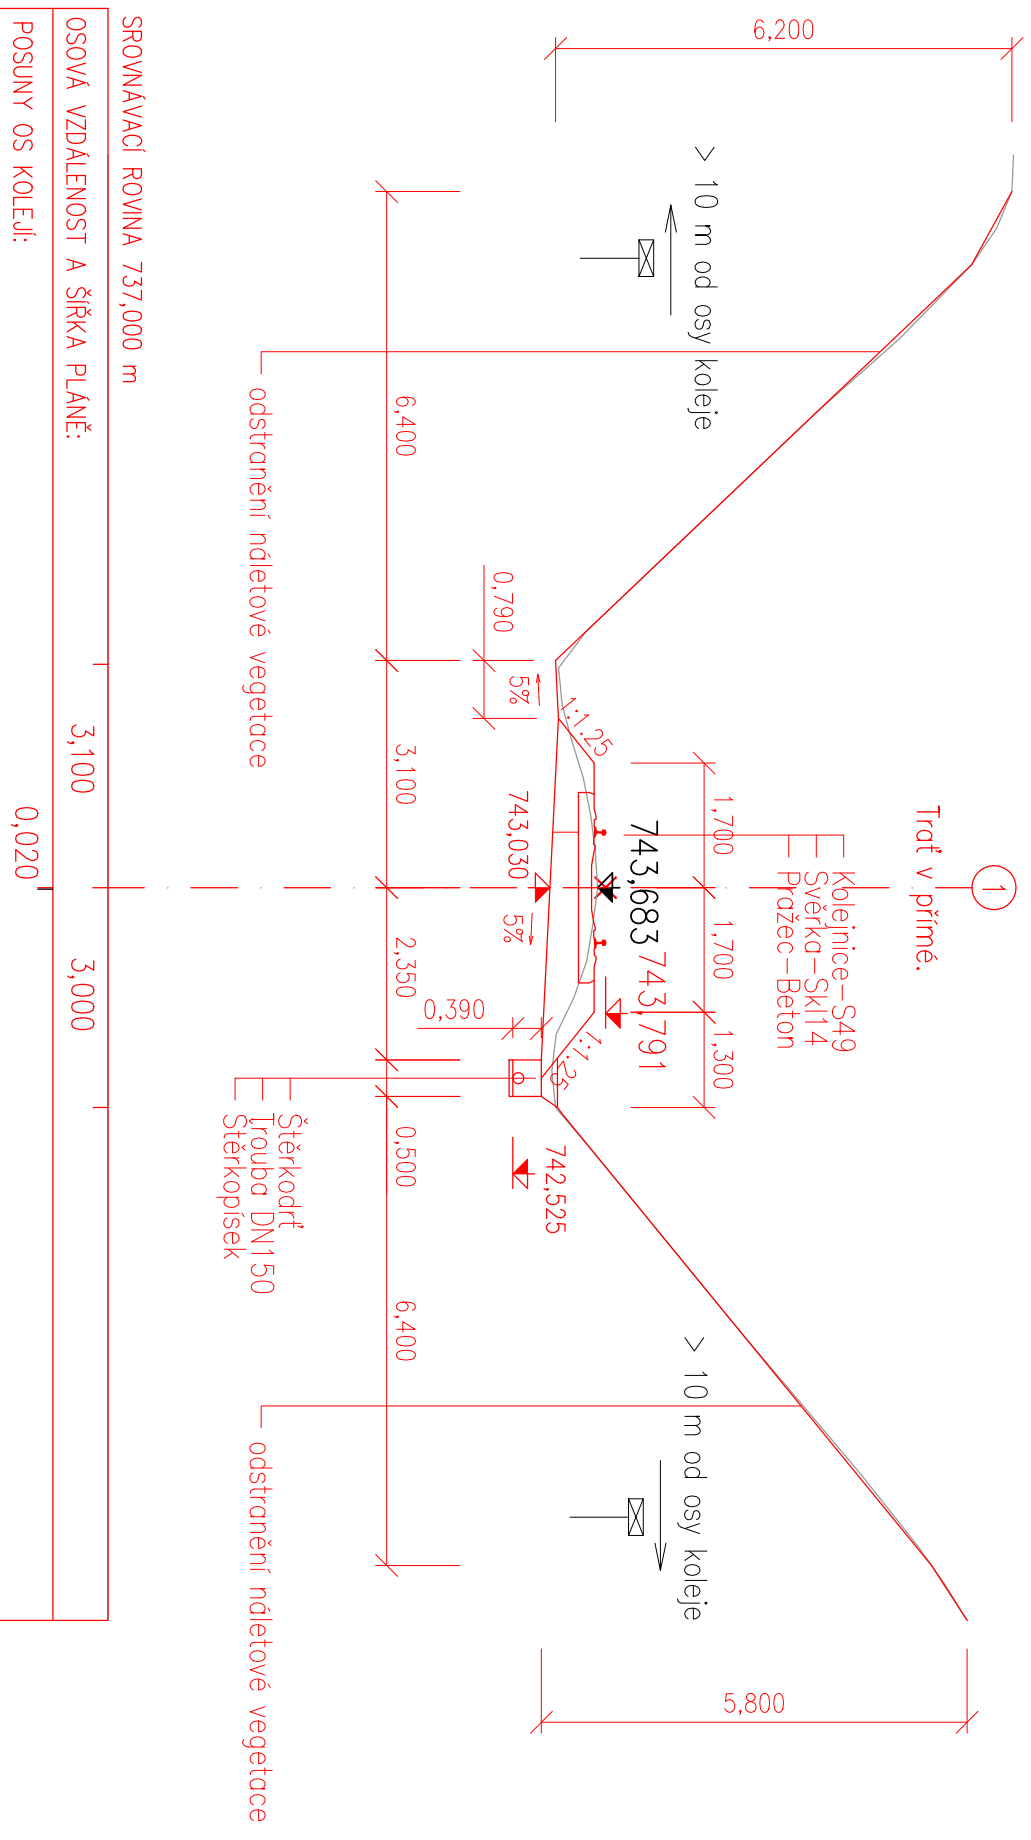 1
Trať v přímé.
Kolejnice-S49
Svěrka-Skl14
Pražec-Beton
6,200
> 10 m od osy koleje
> 10 m od osy koleje
5,800
1,700
1,700
1,300
743,683
743,791
1:1.25
1:1.25
5%
5%
743,030
742,525
0,790
0,390
6,400
3,100
2,350
0,500
6,400
Štěrkodrť
Trouba DN150
Štěrkopísek
odstranění náletové vegetace
odstranění náletové vegetace
SROVNÁVACÍ ROVINA 737,000 m
OSOVÁ VZDÁLENOST A ŠÍŘKA PLÁNĚ:
3,100
3,000
POSUNY OS KOLEJÍ:
0,020